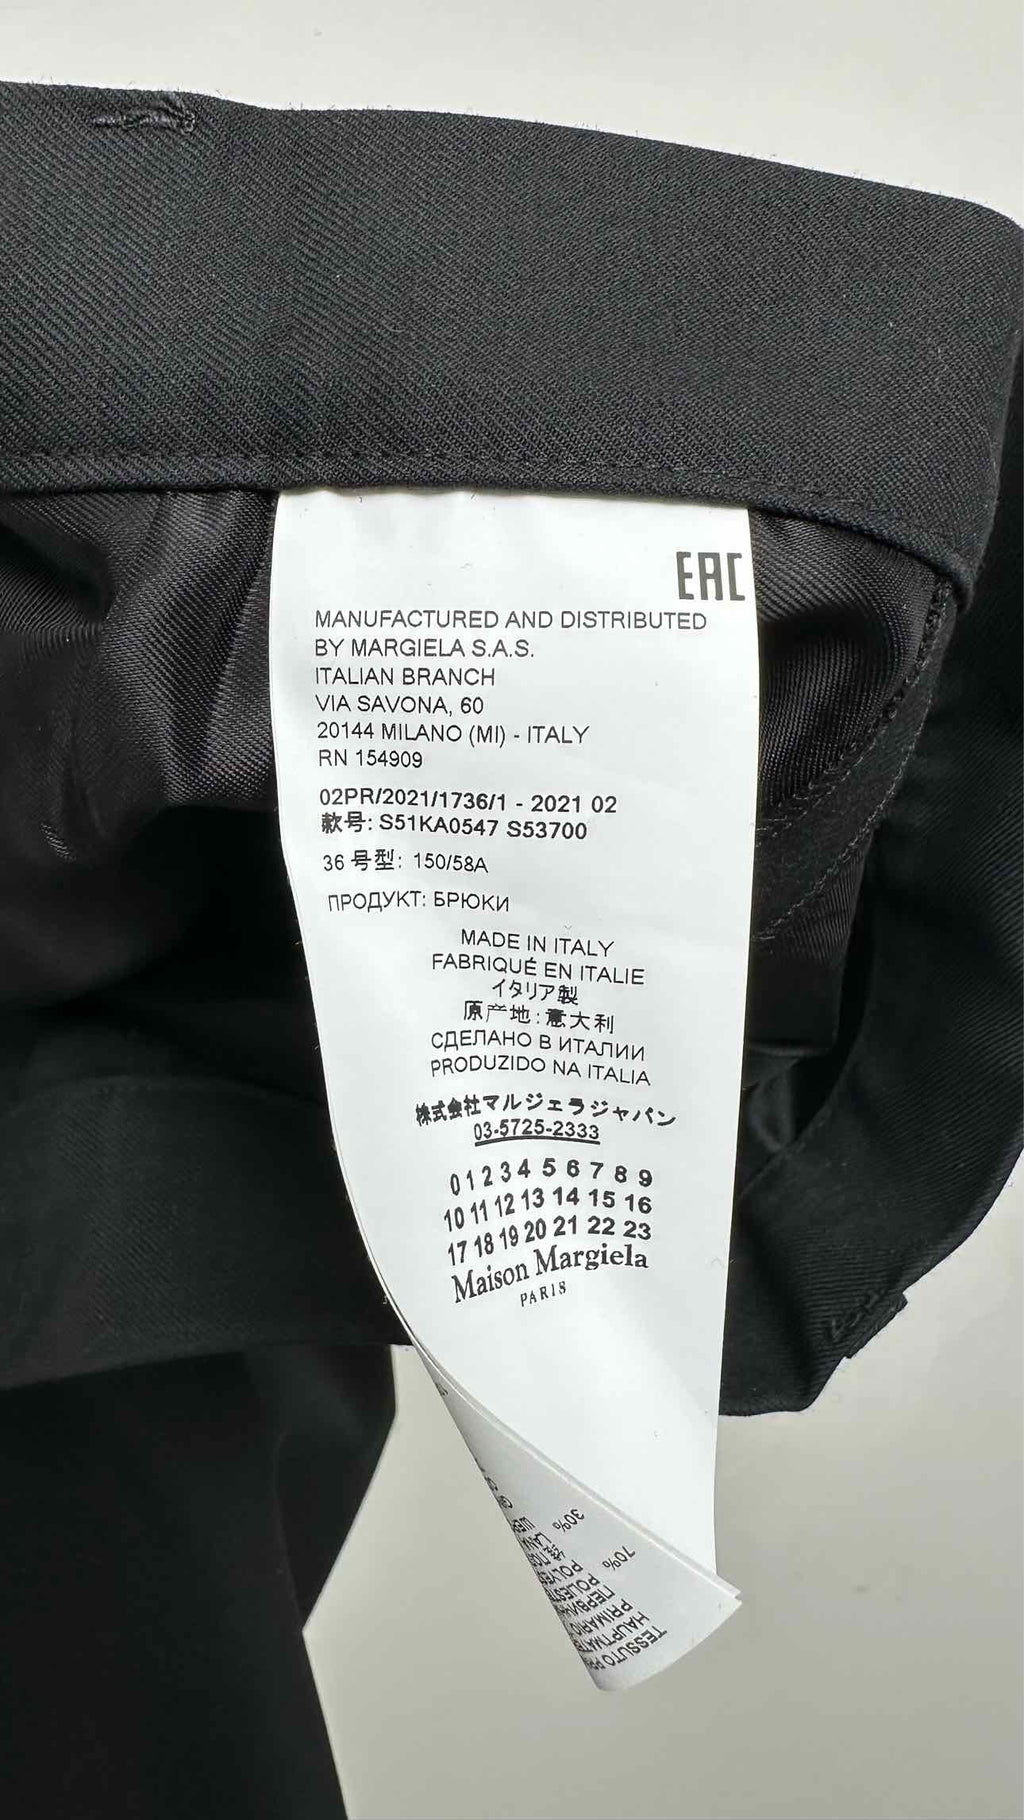 EAC
MANUFACTURED AND DISTRIBUTED
BY MARGIELA S.A.S.
ITALIAN BRANCH
VIA SAVONA, 60
20144 MILANO (MI) - ITALY
RN 154909
02PR/2021/1736/1 - 2021 02
款号: S51KA0547 S53700
36 号型: 150/58A
ПРОДУКТ: БРЮКИ
MADE IN ITALY
FABRIQUÉ EN ITALIE
イタリア製
原产地: 意大利
СДЕЛАНО В ИТАЛИИ
PRODUZIDO NA ITALIA
株式会社マルジェラジャパン
03-5725-2333
0 1 2 3 4 5 6 7 8 9
10 11 12 13 14 15 16
17 18 19 20 21 22 23
Maison Margiela
PARIS
TESSUTO
70%
30%
LANA